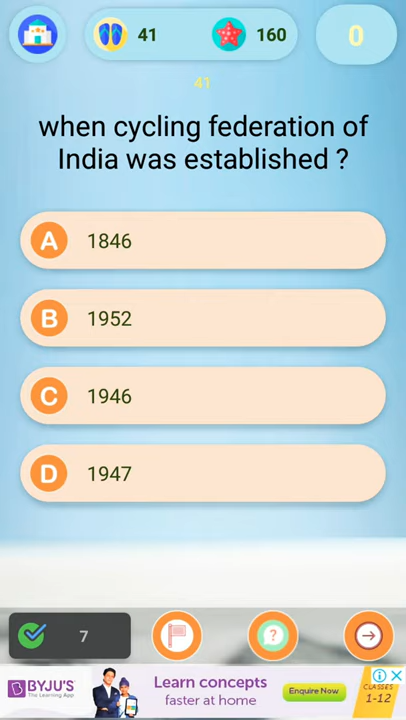 41
160
0
41
when cycling federation of
India was established ?
A 1846
B 1952
C 1946
D 1947
7
?
BYJU'S
The Learning App
Learn concepts
faster at home
Enquire Now
CLASSES
1-12